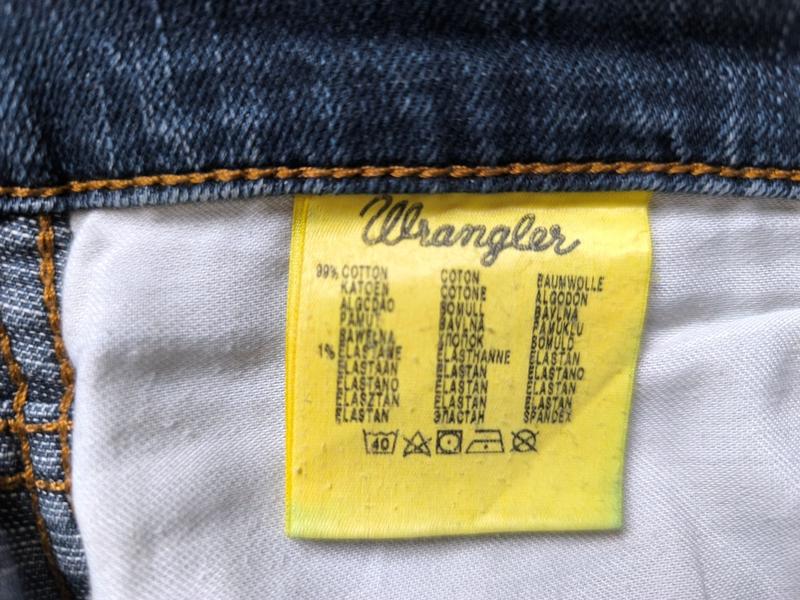 Wrangler
99% COTTON COTON BAUMWOLLE
KATOEN COTONE ALGODON
ALGODAO BOMULL BAVLNA
PAMUT BAVLNA PAMUKLU
BAWEŁNA ХЛОПОК BOMULD
1% ELASTANE ELASTHANNE ELASTAN
ELASTAAN ELASTAN ELASTANO
ELASTANO ELASTAN ELASTAN
ELASZTAN ELASTAN ELASTAN
ELASTAN ЭЛАСТАН SPANDEX
40